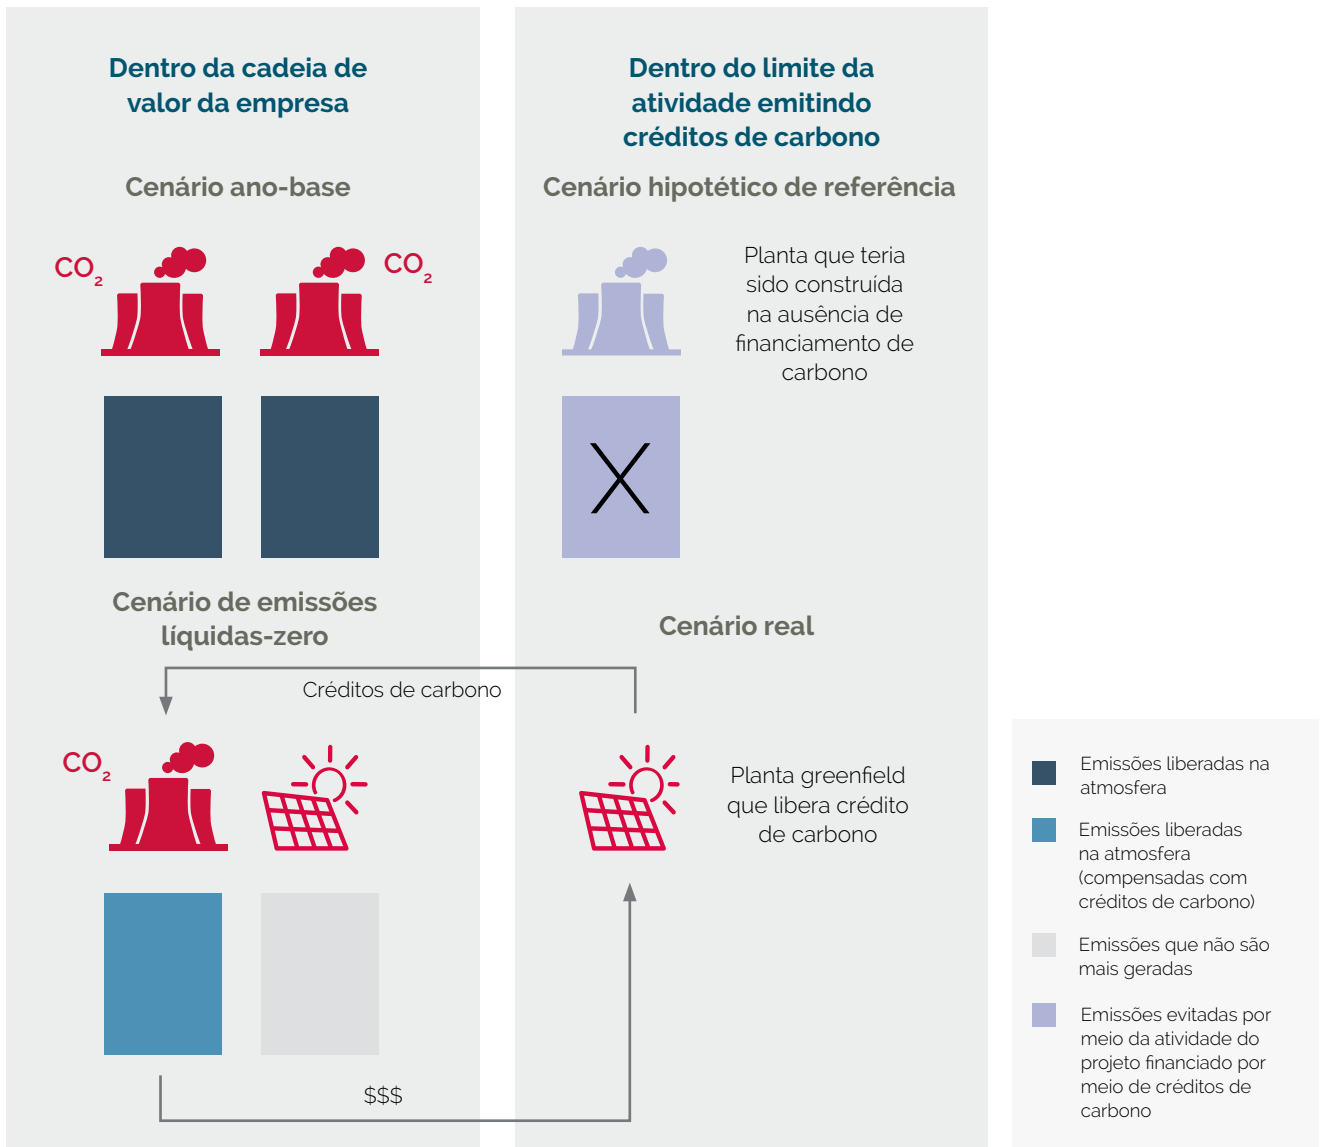 Dentro da cadeia de
valor da empresa
Cenário ano-base
CO₂
CO₂
Cenário de emissões
líquidas-zero
Créditos de carbono
CO₂
$$$
Dentro do limite da
atividade emitindo
créditos de carbono
Cenário hipotético de referência
Planta que teria
sido construída
na ausência de
financiamento de
carbono
X
Cenário real
Planta greenfield
que libera crédito
de carbono
Emissões liberadas na
atmosfera
Emissões liberadas
na atmosfera
(compensadas com
créditos de carbono)
Emissões que não são
mais geradas
Emissões evitadas por
meio da atividade do
projeto financiado por
meio de créditos de
carbono